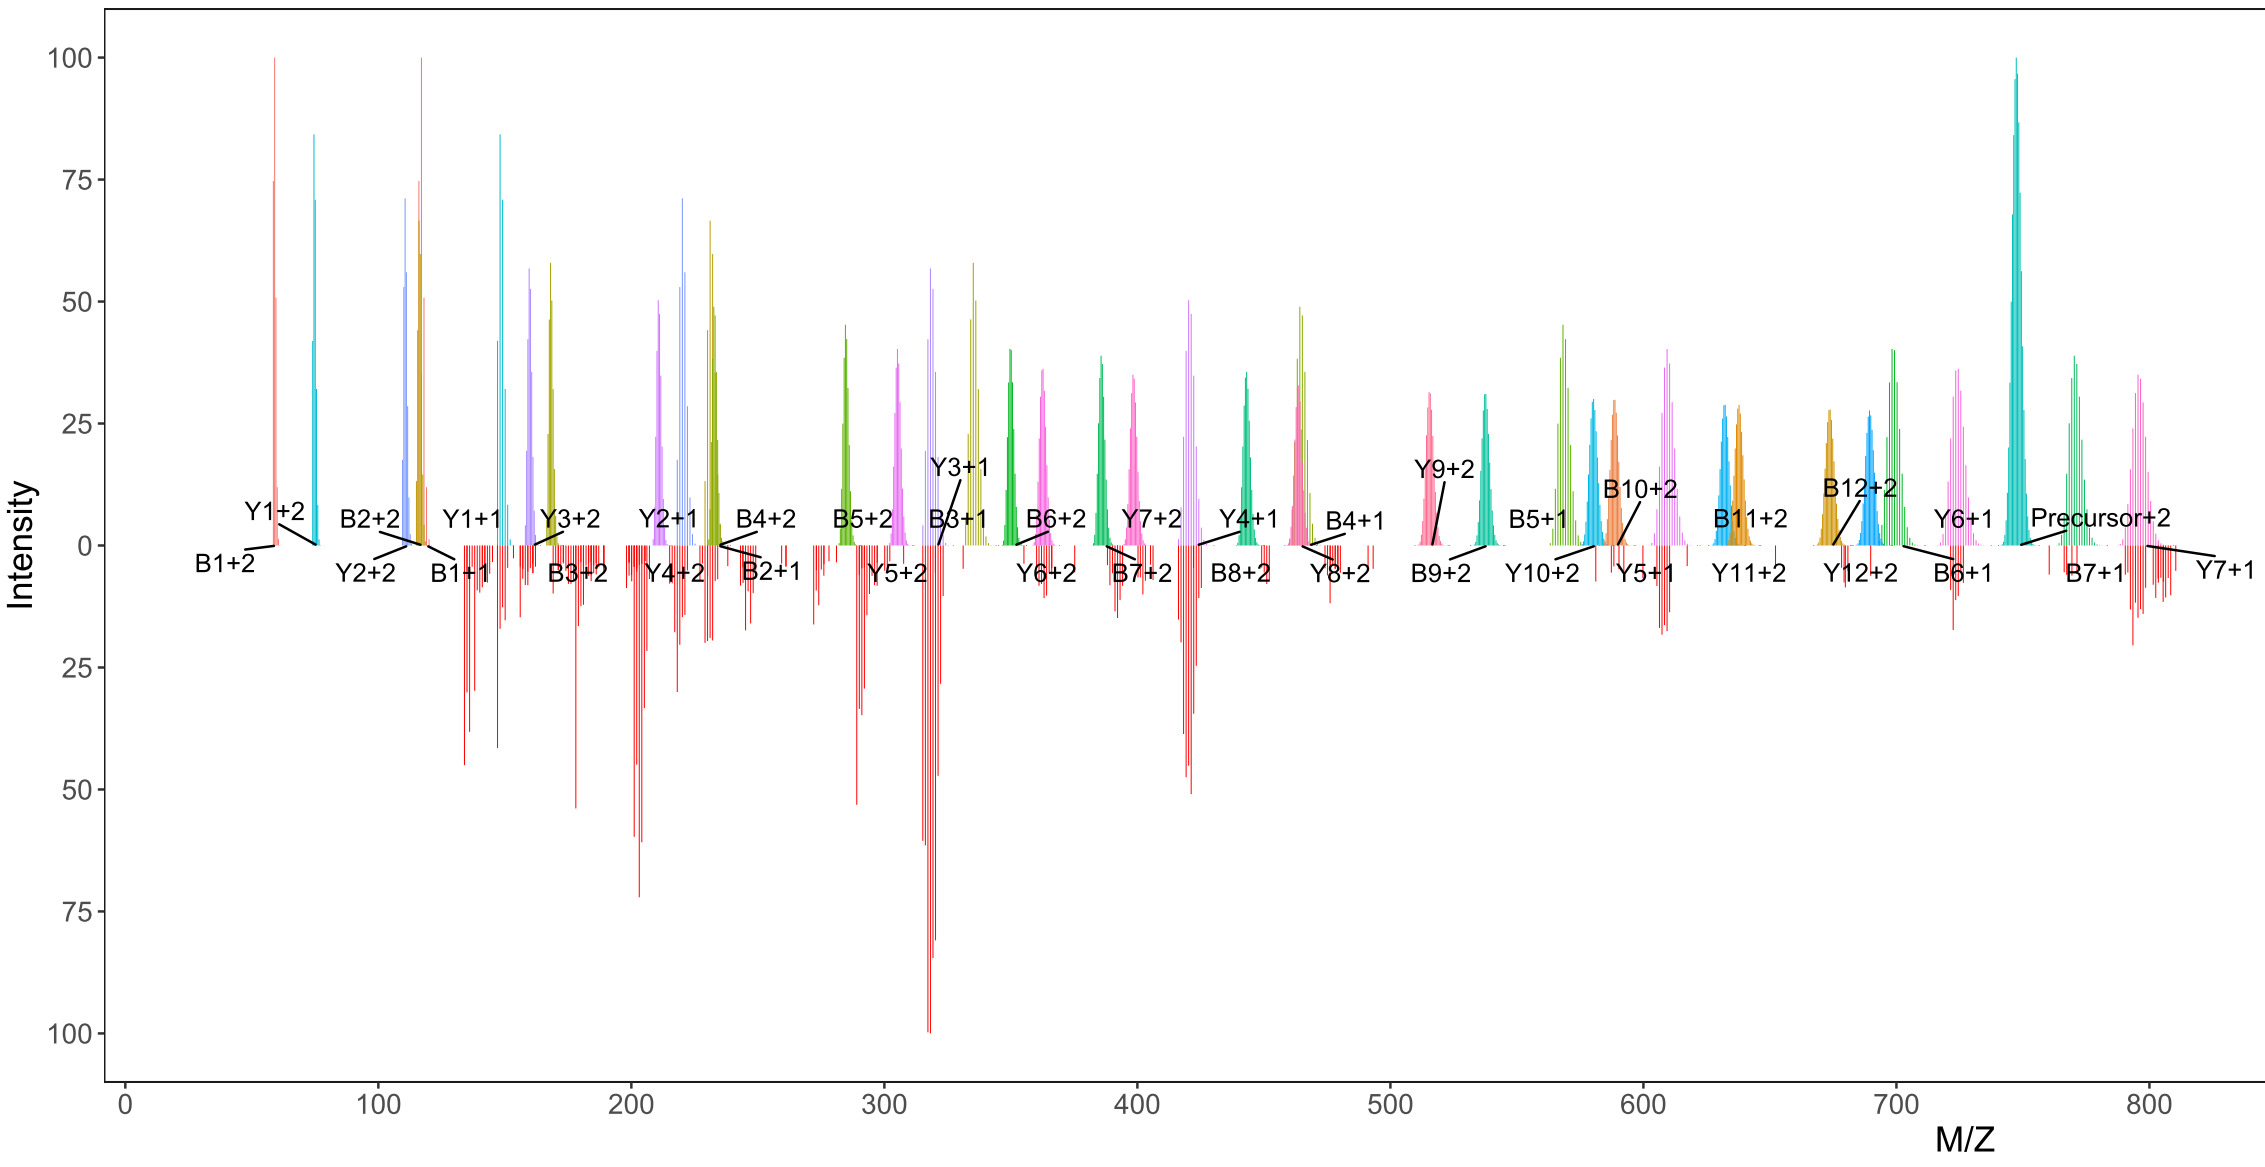 100
75
50
25
0
25
50
75
100
Intensity
Y3+1
Y9+2
B10+2
B12+2
Y1+2
B2+2
Y1+1
Y3+2
Y2+1
B4+2
B5+2
B3+1
B6+2
Y7+2
Y4+1
B4+1
B5+1
B11+2
Y6+1
Precursor+2
B1+2
Y2+2
B1+1
B3+2
Y4+2
B2+1
Y5+2
Y6+2
B7+2
B8+2
Y8+2
B9+2
Y10+2
Y5+1
Y11+2
Y12+2
B6+1
B7+1
Y7+1
0 100 200 300 400 500 600 700 800
M/Z